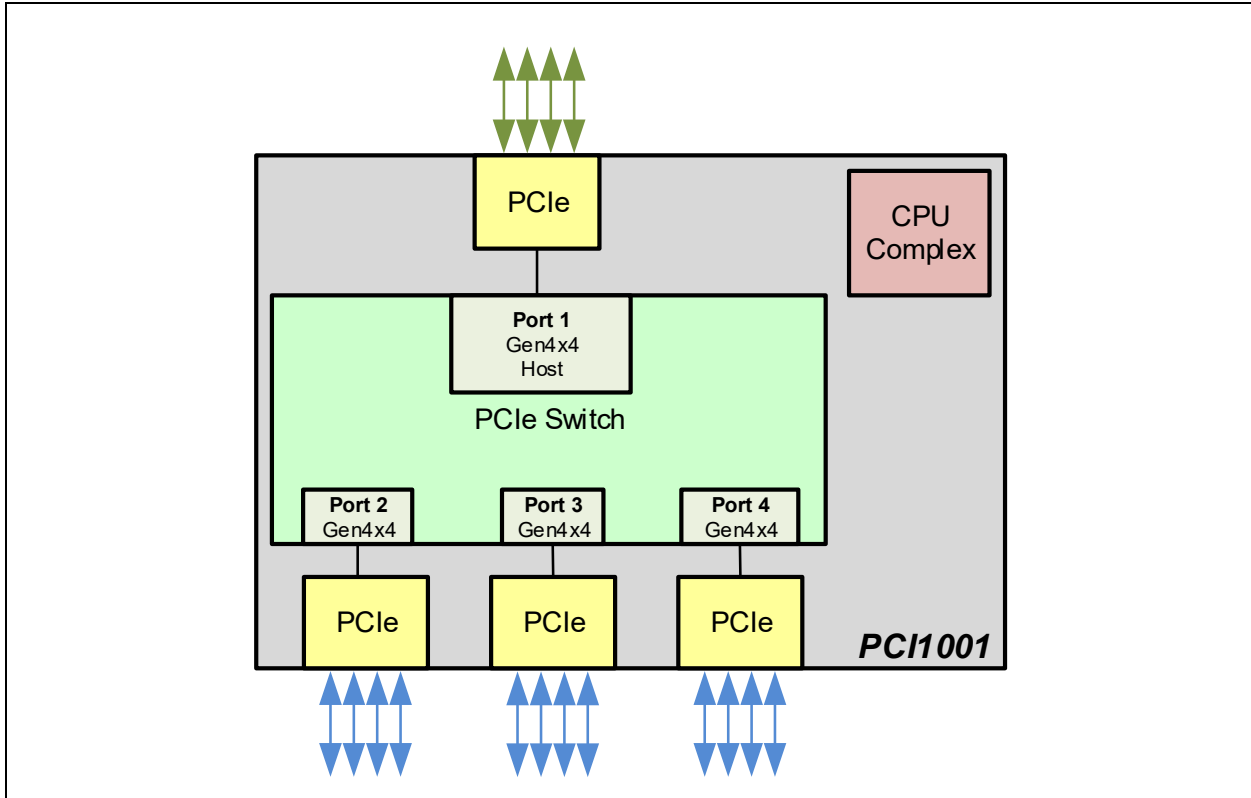 PCIe
CPU
Complex
Port 1
Gen4x4
Host
PCIe Switch
Port 2
Gen4x4
Port 3
Gen4x4
Port 4
Gen4x4
PCIe
PCIe
PCIe
PCI1001